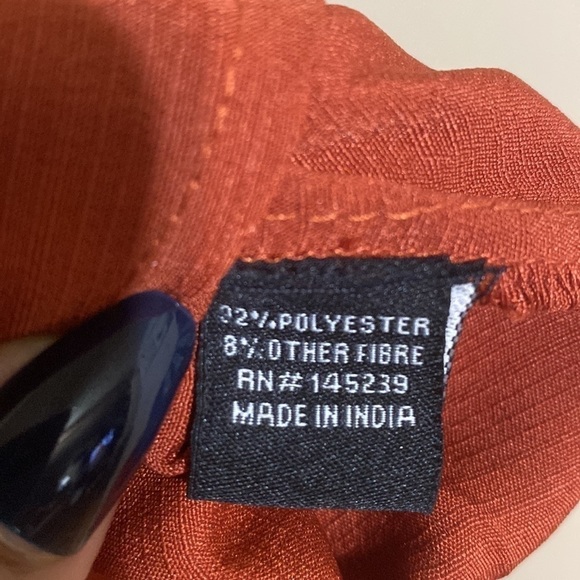 92% POLYESTER
8% OTHER FIBRE
RN# 145239
MADE IN INDIA